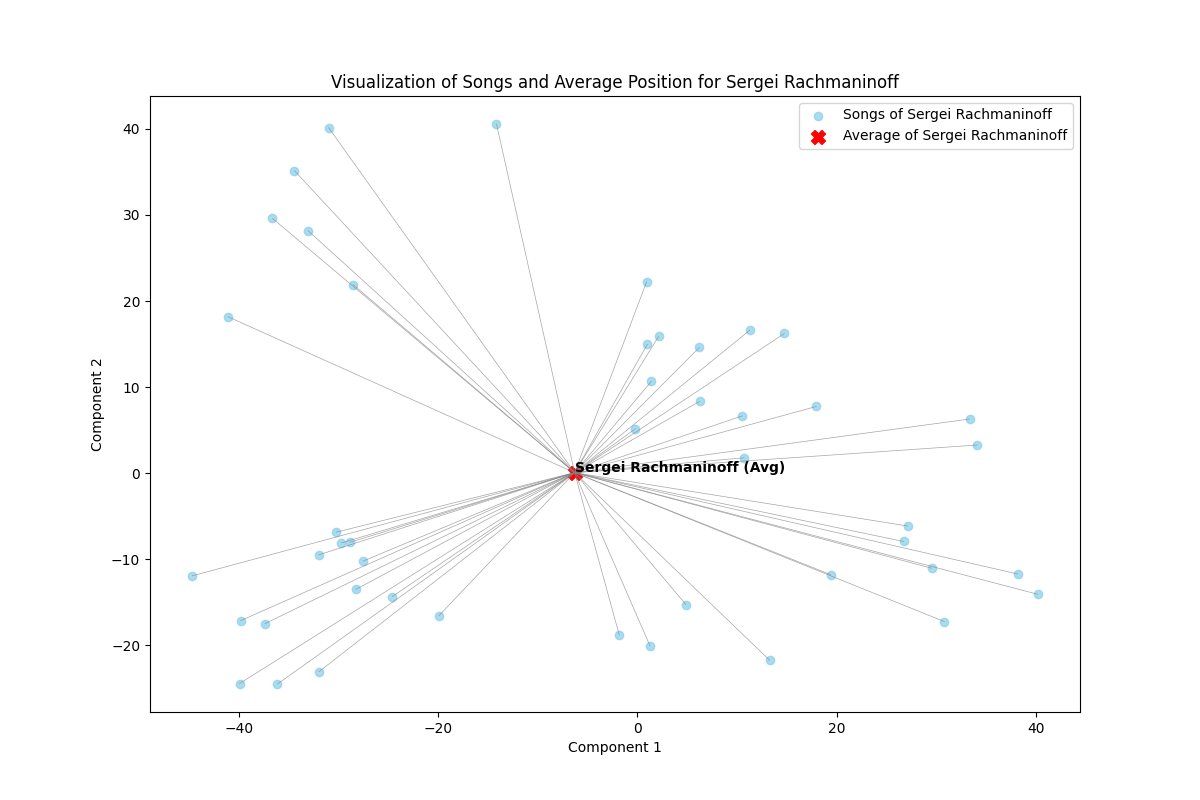 Visualization of Songs and Average Position for Sergei Rachmaninoff
Songs of Sergei Rachmaninoff
Average of Sergei Rachmaninoff
40
30
20
10
0
−10
−20
Component 2
Sergei Rachmaninoff (Avg)
−40 −20 0 20 40
Component 1